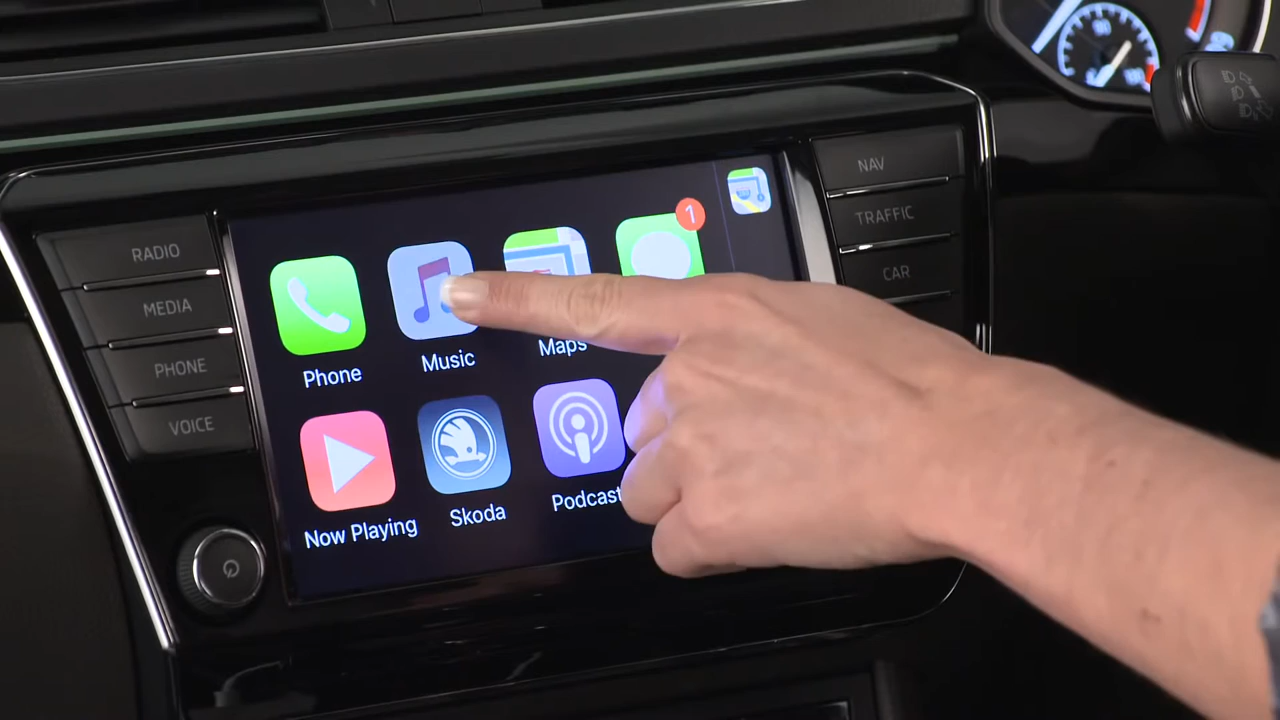 RADIO
MEDIA
PHONE
VOICE
Phone
Music
Maps
1
Now Playing
Skoda
Podcast
NAV
TRAFFIC
CAR